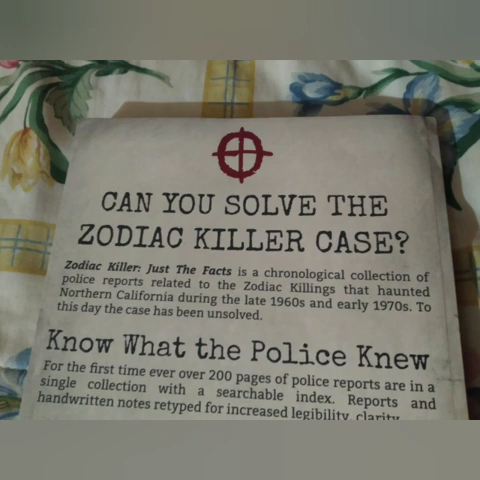 CAN YOU SOLVE THE
ZODIAC KILLER CASE?
Zodiac Killer: Just The Facts is a chronological collection of
police reports related to the Zodiac Killings that haunted
Northern California during the late 1960s and early 1970s. To
this day the case has been unsolved.
Know What the Police Knew
For the first time ever over 200 pages of police reports are in a
single collection with a searchable index. Reports and
handwritten notes retyped for increased legibility, clarity